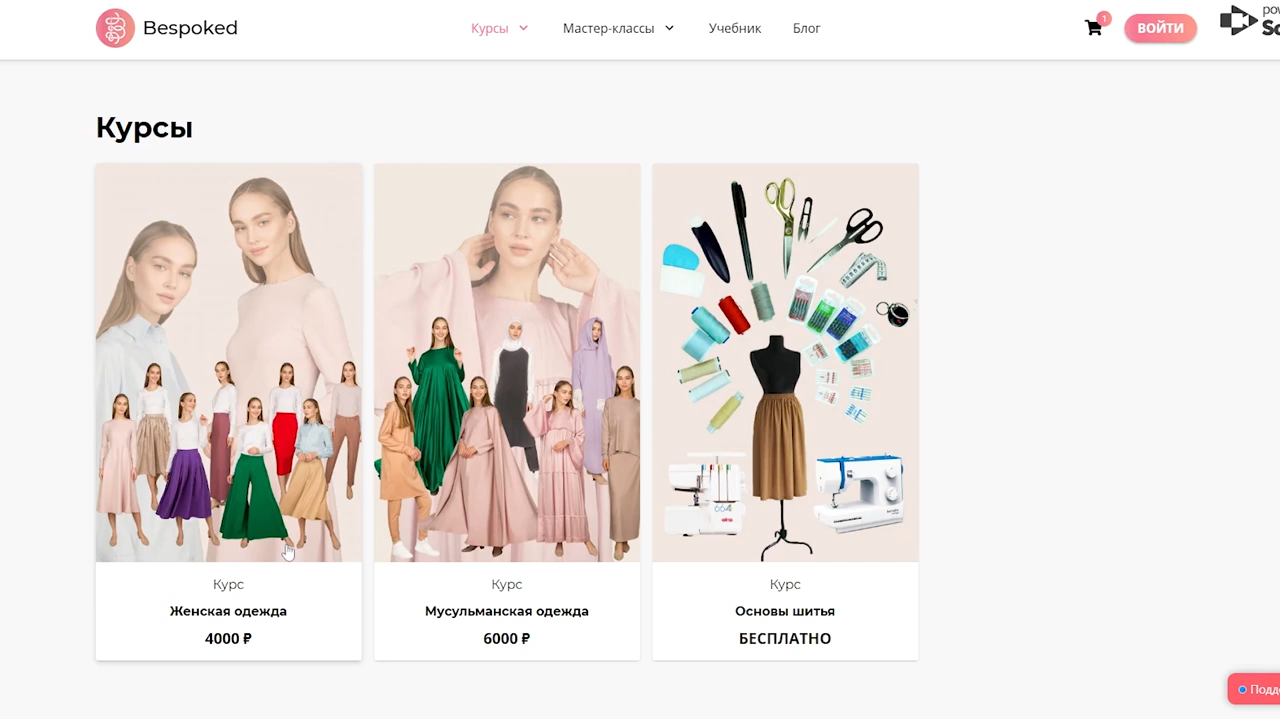 Bespoked
Курсы
Мастер-классы
Учебник
Блог
1
ВОЙТИ
Курсы
Курс
Женская одежда
4000 ₽
Курс
Мусульманская одежда
6000 ₽
Курс
Основы шитья
БЕСПЛАТНО